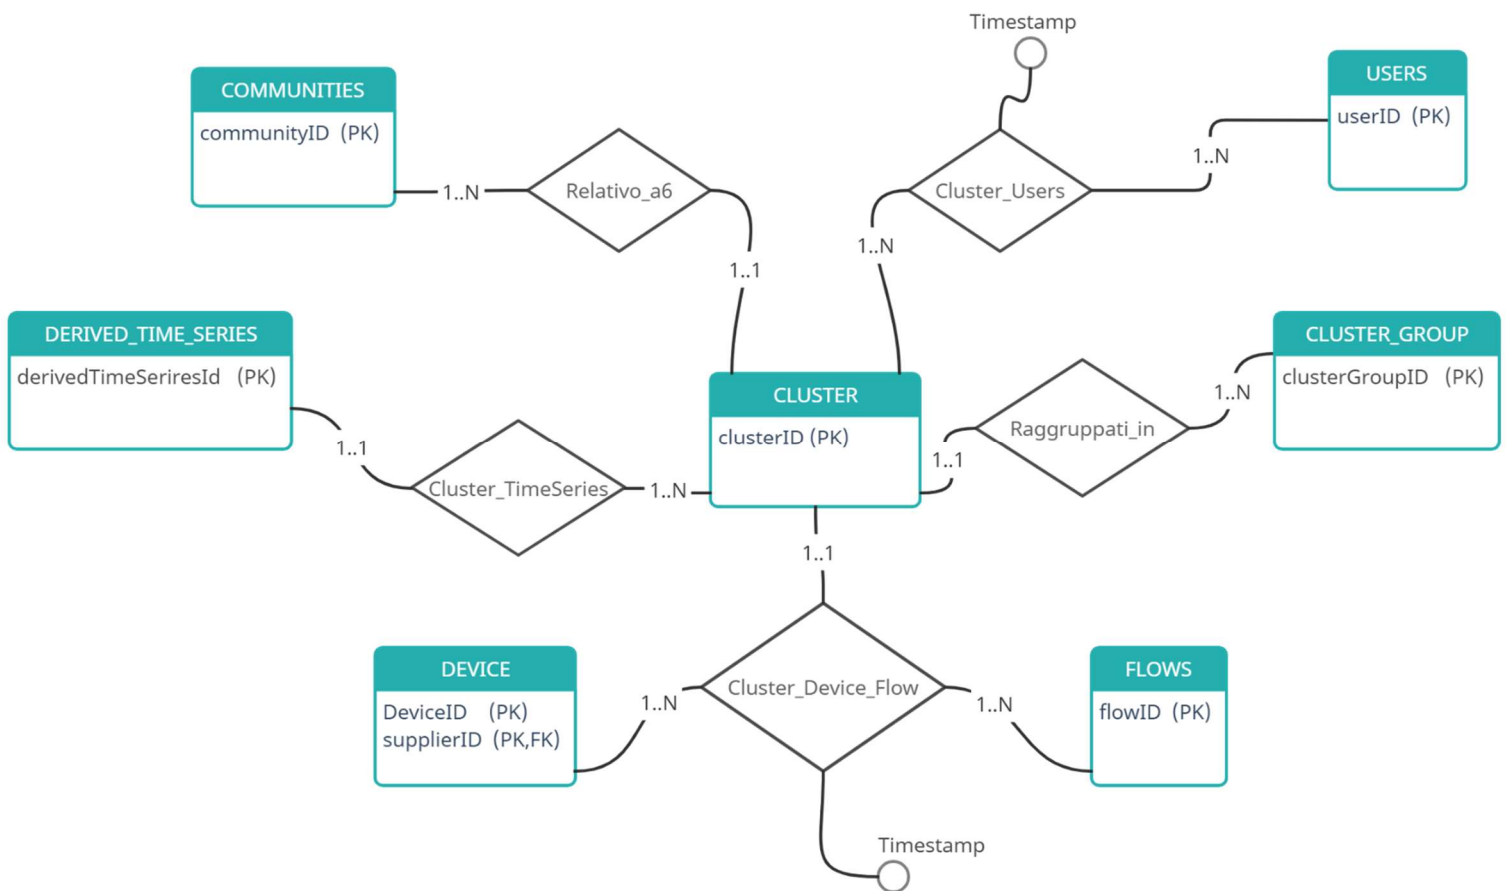 Timestamp
COMMUNITIES
communityID (PK)
USERS
userID (PK)
1..N
Relativo_a6
Cluster_Users
1..N
1..N
1..1
DERIVED_TIME_SERIES
derivedTimeSeriresId (PK)
CLUSTER_GROUP
clusterGroupID (PK)
CLUSTER
clusterID (PK)
1..N
Raggruppati_in
1..1
1..1
Cluster_TimeSeries
1..N
1..1
DEVICE
DeviceID (PK)
supplierID (PK,FK)
1..N
Cluster_Device_Flow
1..N
FLOWS
flowID (PK)
Timestamp